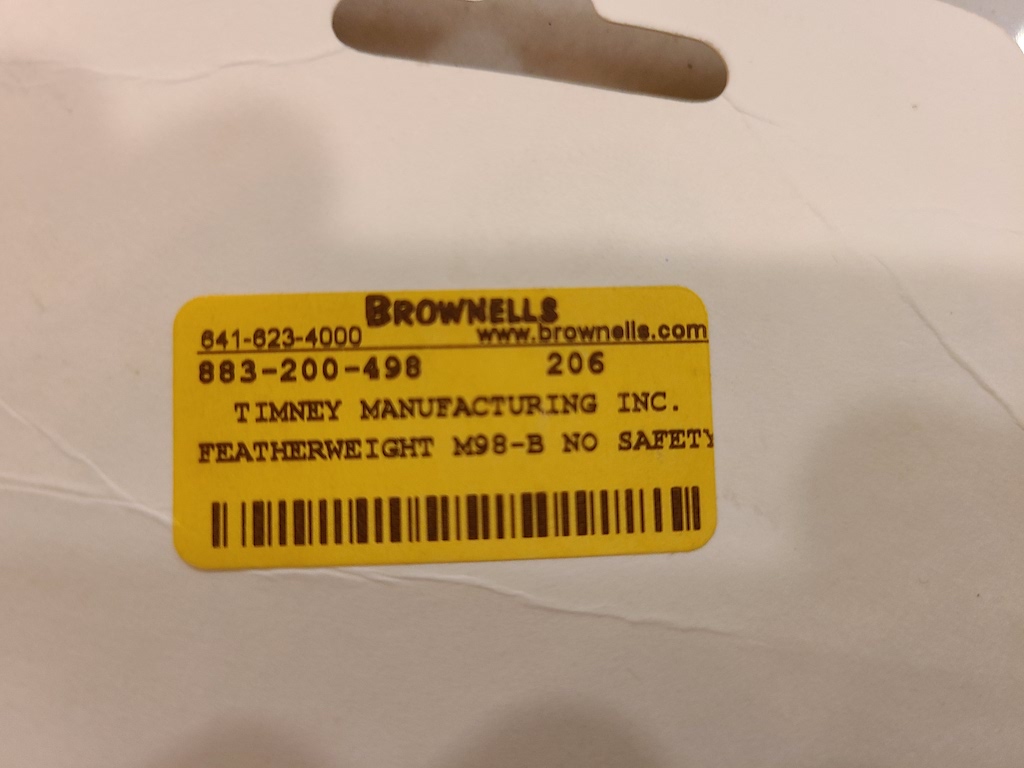 BROWNELLS
641-623-4000 www.brownells.com
883-200-498 206
TIMNEY MANUFACTURING INC.
FEATHERWEIGHT M98-B NO SAFETY